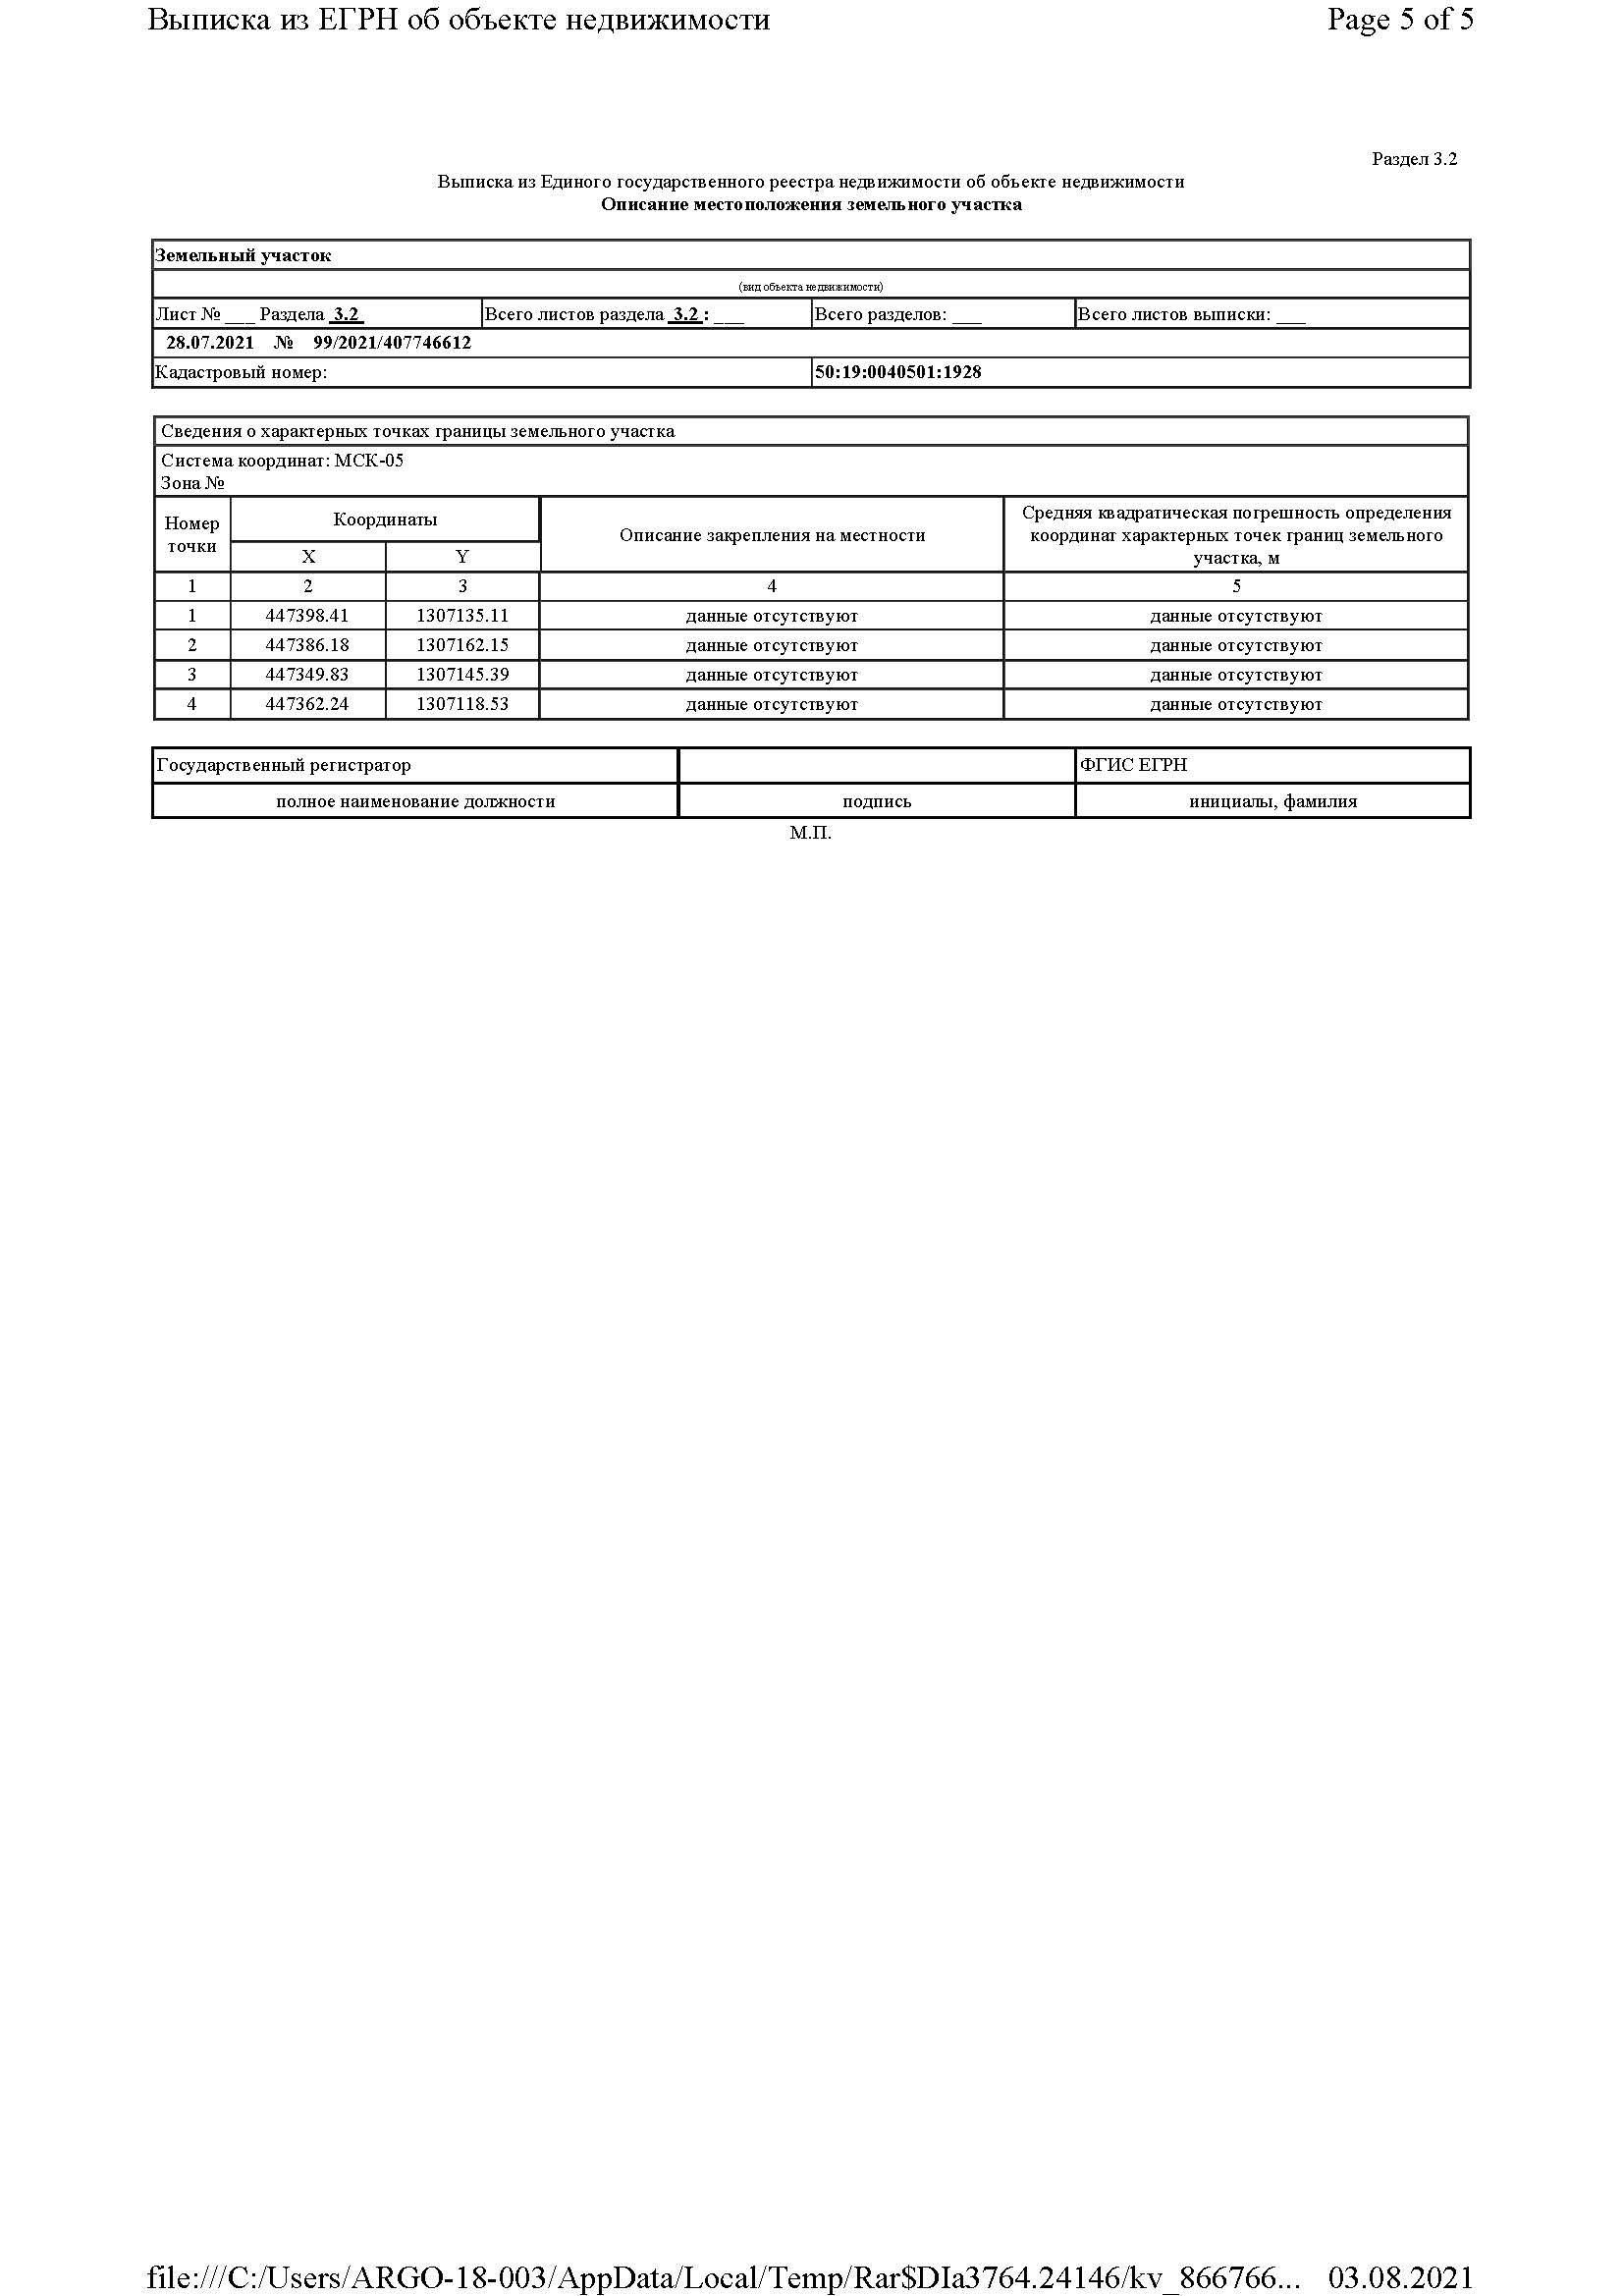 Выписка из ЕГРН об объекте недвижимости Page 5 of 5
Раздел 3.2
Выписка из Единого государственного реестра недвижимости об объекте недвижимости
Описание местоположения земельного участка
Земельный участок
(вид объекта недвижимости)
Лист № ___ Раздела 3.2 Всего листов раздела 3.2 : ___ Всего разделов: ___ Всего листов выписки: ___
28.07.2021 № 99/2021/407746612
Кадастровый номер: 50:19:0040501:1928
Сведения о характерных точках границы земельного участка
Система координат: МСК-05
Зона №
Номер точки Координаты Описание закрепления на местности Средняя квадратическая погрешность определения координат характерных точек границ земельного участка, м
X Y
1 2 3 4 5
1 447398.41 1307135.11 данные отсутствуют данные отсутствуют
2 447386.18 1307162.15 данные отсутствуют данные отсутствуют
3 447349.83 1307145.39 данные отсутствуют данные отсутствуют
4 447362.24 1307118.53 данные отсутствуют данные отсутствуют
Государственный регистратор ФГИС ЕГРН
полное наименование должности подпись инициалы, фамилия
М.П.
file:///C:/Users/ARGO-18-003/AppData/Local/Temp/Rar$DIa3764.24146/kv_866766... 03.08.2021